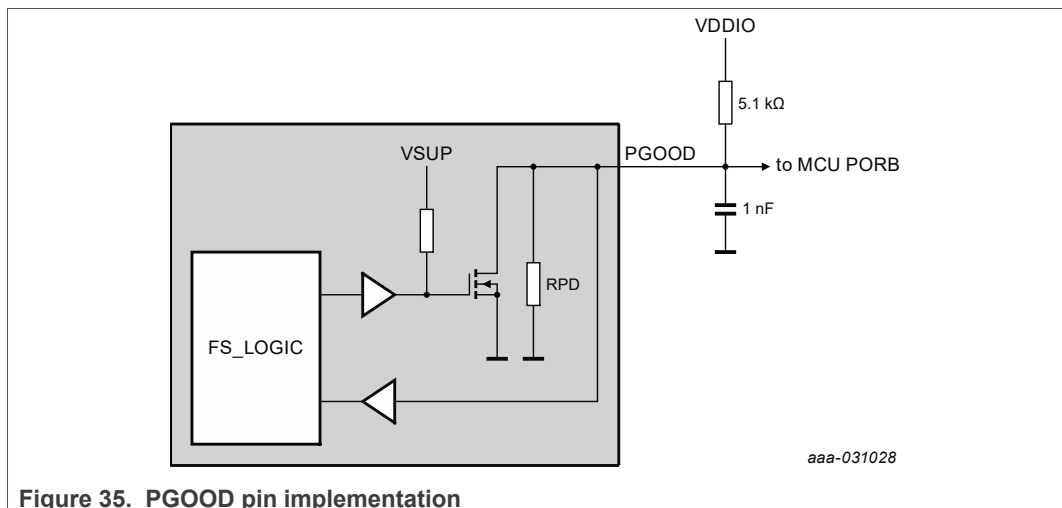 VDDIO
5.1 kΩ
VSUP
PGOOD
to MCU PORB
1 nF
RPD
FS_LOGIC
aaa-031028
Figure 35. PGOOD pin implementation